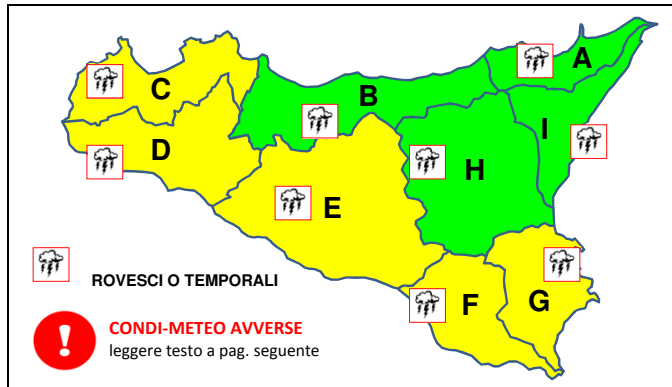 A
C
B
I
D
H
E
ROVESCI O TEMPORALI
F
G
CONDI-METEO AVVERSE
leggere testo a pag. seguente
!